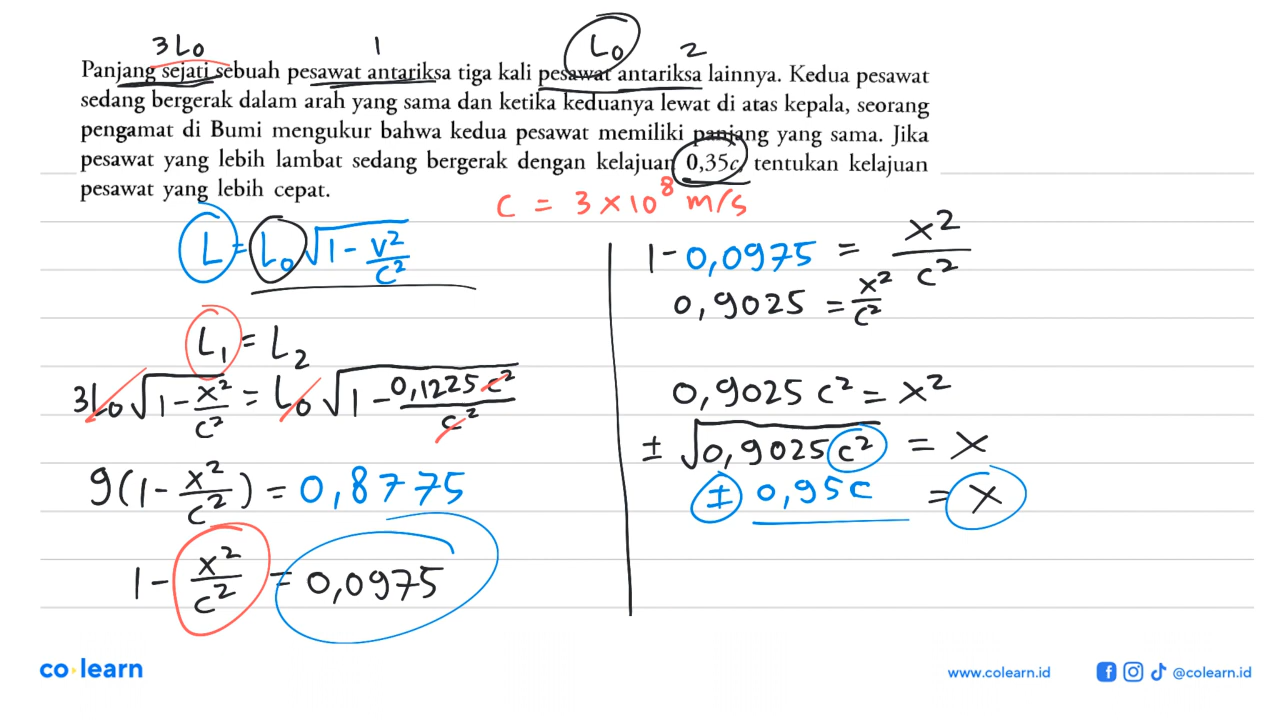 3L₀ 1 L₀ 2
Panjang sejati sebuah pesawat antariksa tiga kali pesawat antariksa lainnya. Kedua pesawat
sedang bergerak dalam arah yang sama dan ketika keduanya lewat di atas kepala, seorang
pengamat di Bumi mengukur bahwa kedua pesawat memiliki panjang yang sama. Jika
pesawat yang lebih lambat sedang bergerak dengan kelajuan 0,35c, tentukan kelajuan
pesawat yang lebih cepat.
c = 3 × 10⁸ m/s
L = L₀ √(1 - v²/c²)
L₁ = L₂
3L₀ √(1 - x²/c²) = L₀ √(1 - 0,1225 c²/c²)
9(1 - x²/c²) = 0,8775
1 - x²/c² = 0,0975
1 - 0,0975 = x²/c²
0,9025 = x²/c²
0,9025 c² = x²
± √(0,9025 c²) = x
± 0,95c = x
co learn
www.colearn.id
@colearn.id